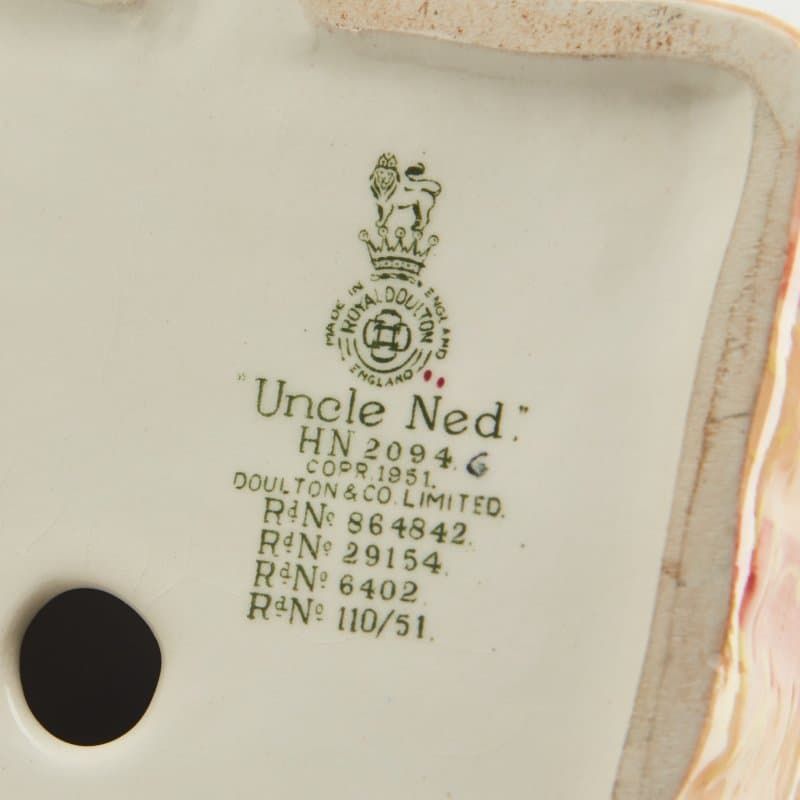 MADE IN ENGLAND
ROYAL DOULTON
ENGLAND
"Uncle Ned."
HN 2094. 6
COPR. 1951.
DOULTON & CO. LIMITED.
Rd No 864842.
Rd No 29154.
Rd No 6402.
Rd No 110/51.